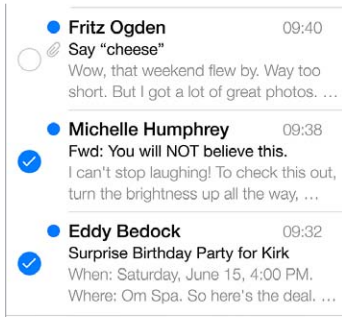 Fritz Ogden 09:40
Say “cheese”
Wow, that weekend flew by. Way too
short. But I got a lot of great photos. ...
Michelle Humphrey 09:38
Fwd: You will NOT believe this.
I can't stop laughing! To check this out,
turn the brightness up all the way, ...
Eddy Bedock 09:32
Surprise Birthday Party for Kirk
When: Saturday, June 15, 4:00 PM.
Where: Om Spa. So here's the deal. ...